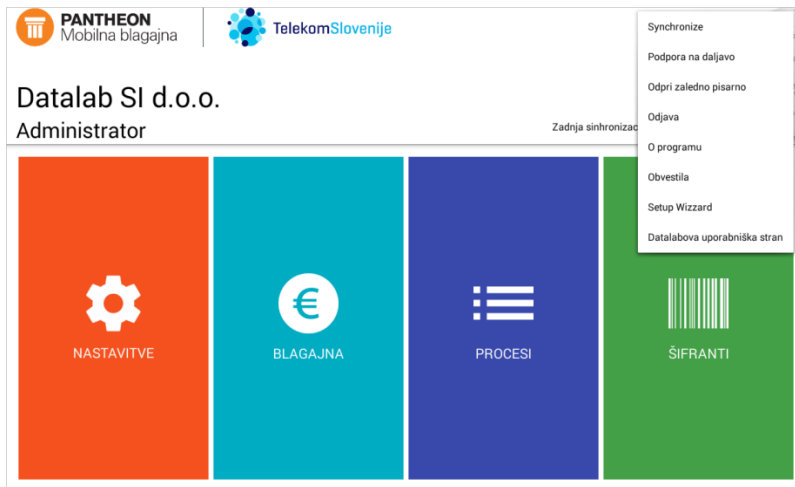 PANTHEON
Mobilna blagajna
TelekomSlovenije
Datalab SI d.o.o.
Administrator
Zadnja sinhronizac
Synchronize
Podpora na daljavo
Odpri zaledno pisarno
Odjava
O programu
Obvestila
Setup Wizzard
Datalabova uporabniška stran
NASTAVITVE
BLAGAJNA
PROCESI
ŠIFRANTI